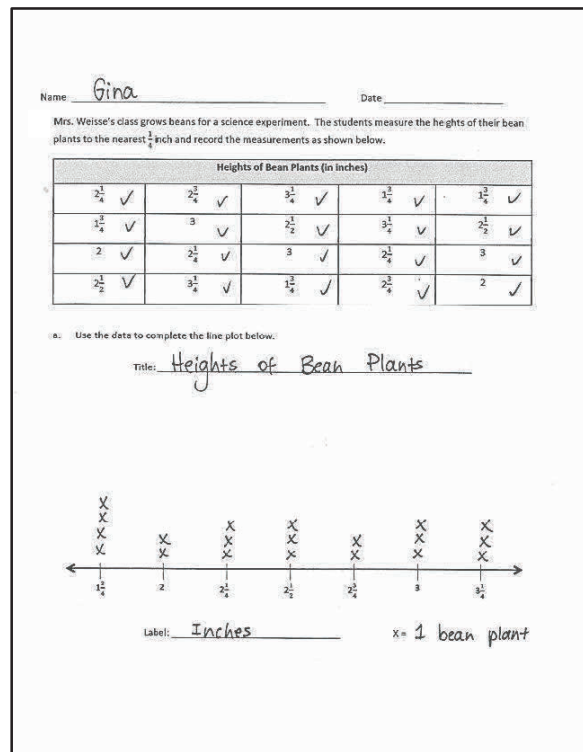 Name Gina Date
Mrs. Weisse's class grows beans for a science experiment. The students measure the heights of their bean
plants to the nearest 1/4 inch and record the measurements as shown below.
Heights of Bean Plants (in inches)
2 1/4 ✓ 2 3/4 ✓ 3 1/4 ✓ 1 3/4 ✓ 1 3/4 ✓
1 3/4 ✓ 3 ✓ 2 1/2 ✓ 3 1/4 ✓ 2 1/2 ✓
2 ✓ 2 1/4 ✓ 3 ✓ 2 1/4 ✓ 3 ✓
2 1/2 ✓ 3 1/4 ✓ 1 3/4 ✓ 2 3/4 ✓ 2 ✓
a. Use the data to complete the line plot below.
Title: Heights of Bean Plants
X
X X X X X
X X X X X X X
X X X X X X X
1 3/4 2 2 1/4 2 1/2 2 3/4 3 3 1/4
Label: Inches X = 1 bean plant